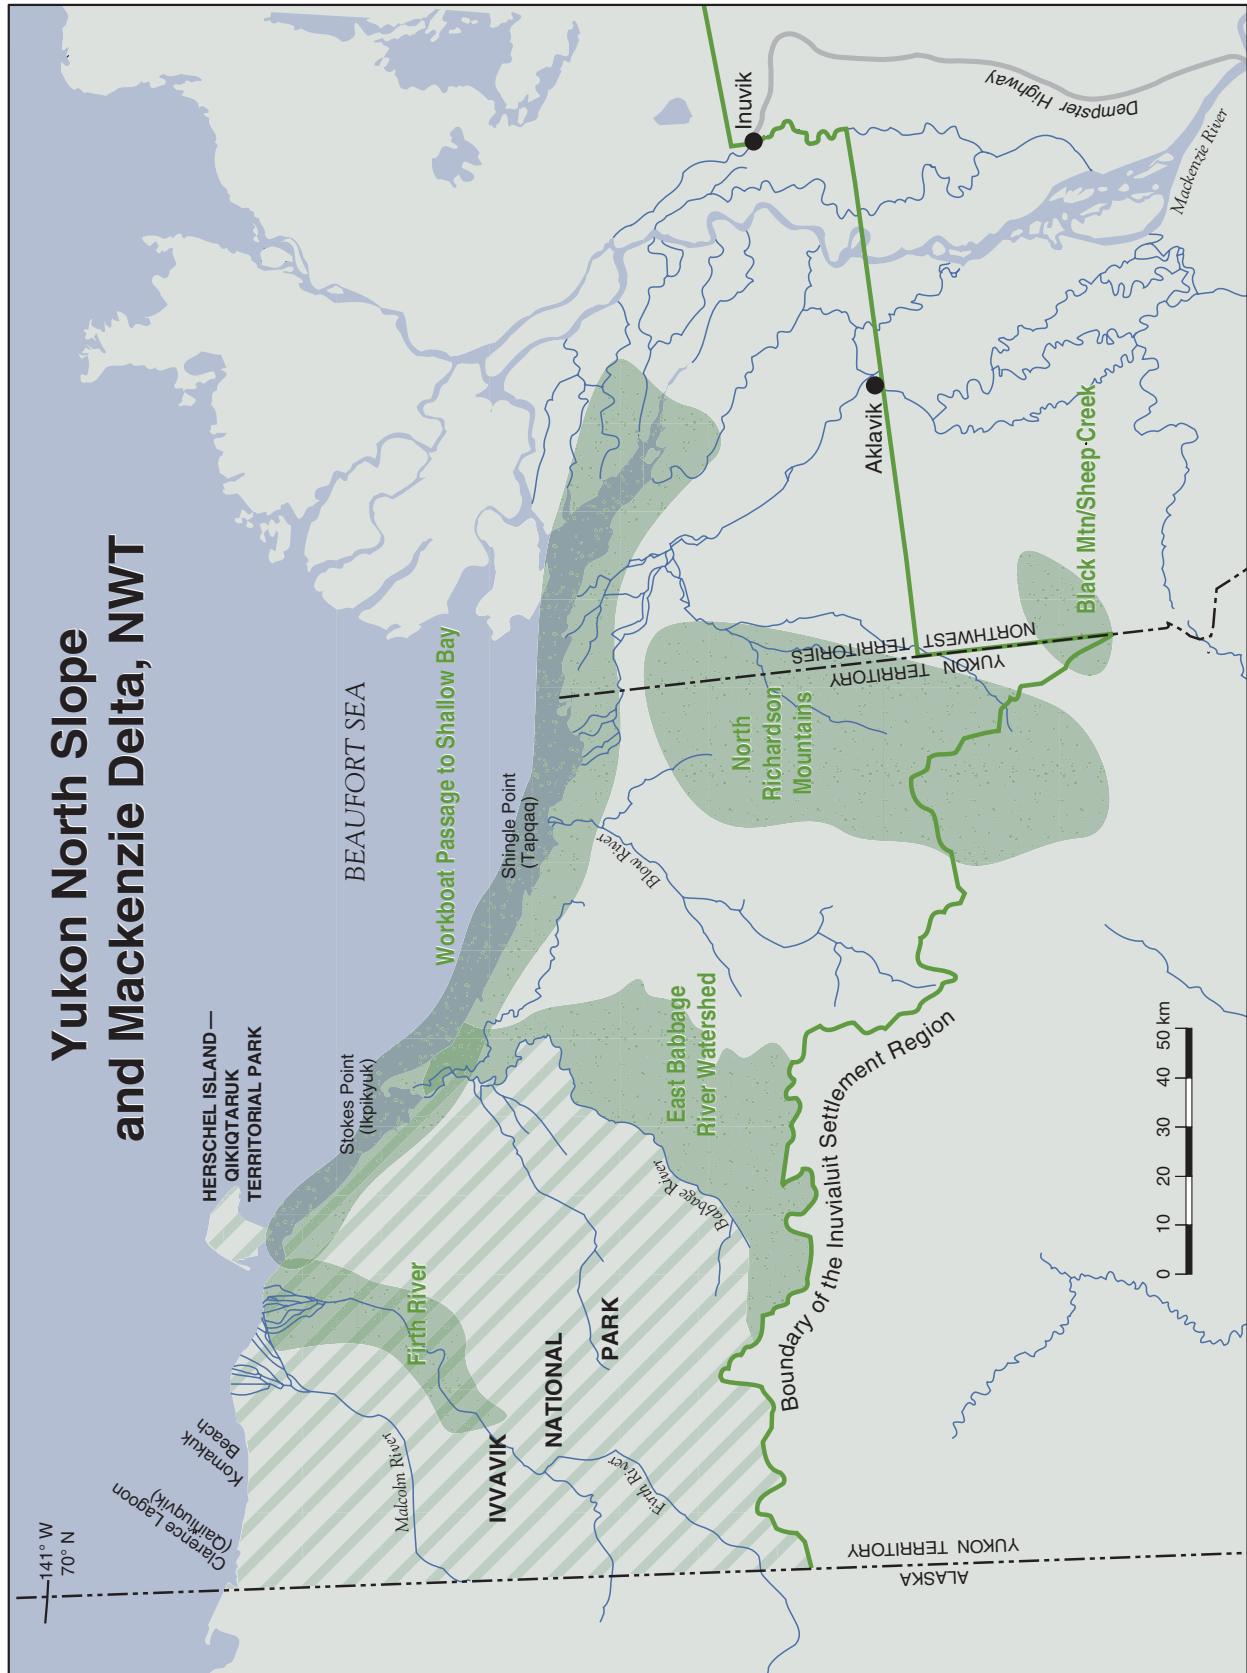 Yukon North Slope
and Mackenzie Delta, NWT
141° W
70° N
Clarence Lagoon
(Qainiuqvik)
Komakuk
Beach
HERSCHEL ISLAND—
QIKIQTARUK
TERRITORIAL PARK
Stokes Point
(Ikpikyuk)
BEAUFORT SEA
Workboat Passage to Shallow Bay
Shingle Point
(Tapqaq)
Inuvik
Dempster Highway
Mackenzie River
Aklavik
Black Mtn/Sheep Creek
NORTHWEST TERRITORIES
YUKON TERRITORY
North
Richardson
Mountains
Blow River
East Babbage
River Watershed
Babbage River
Firth River
Malcolm River
IVVAVIK
NATIONAL
PARK
Firth River
Boundary of the Inuvialuit Settlement Region
YUKON TERRITORY
ALASKA
0 10 20 30 40 50 km